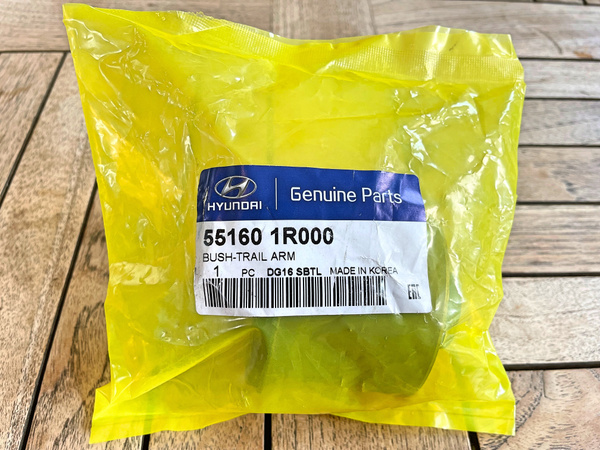 HYUNDAI
Genuine Parts
55160 1R000
BUSH-TRAIL ARM
1 PC DG16 SBTL MADE IN KOREA
EAC